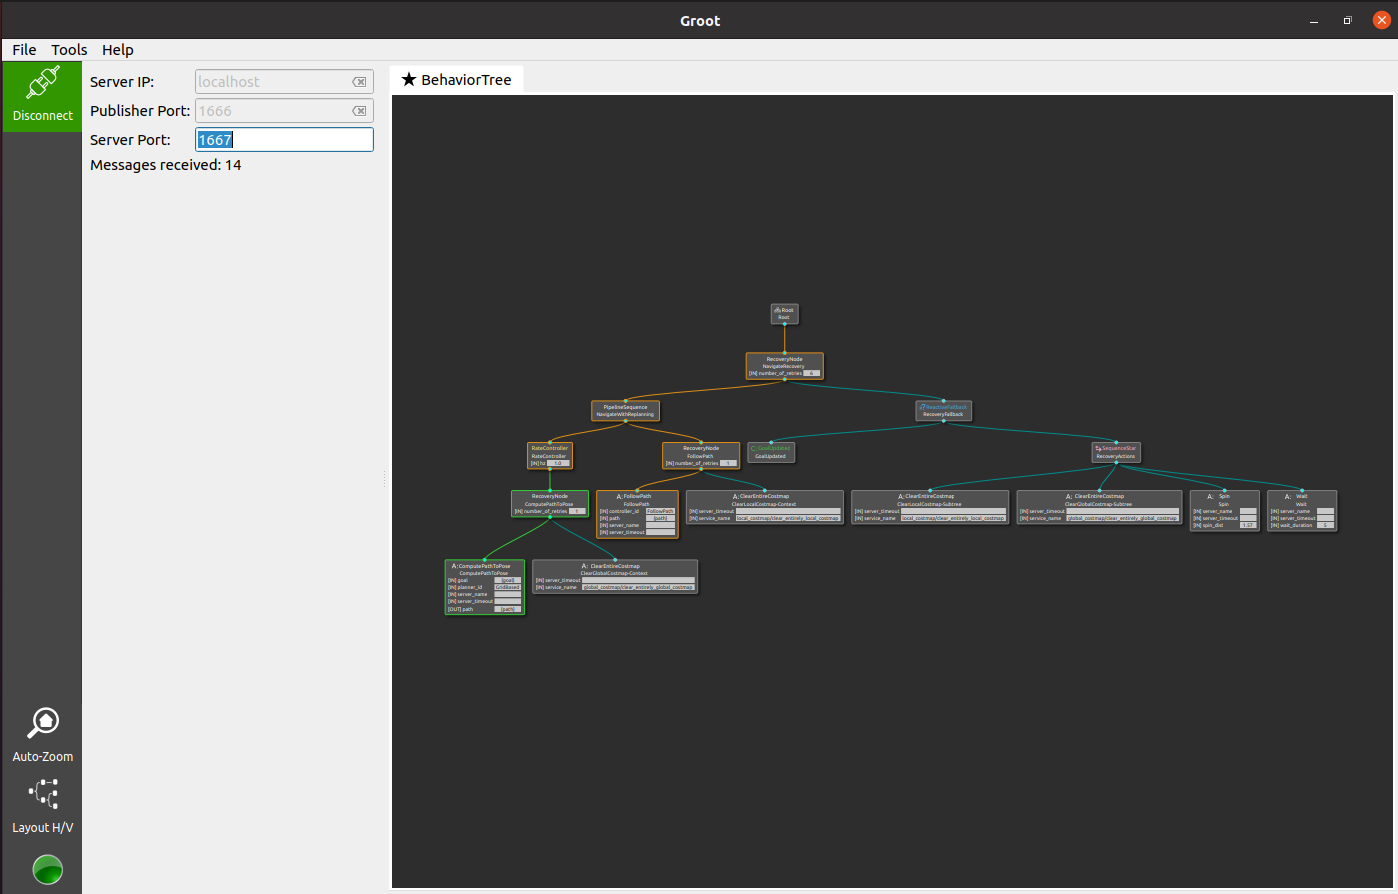 Groot
File Tools Help
Disconnect
Server IP: localhost
Publisher Port: 1666
Server Port: 1667
Messages received: 14
BehaviorTree
Root
Root
RecoveryNode
NavigateRecovery
[IN] number_of_retries 6
PipelineSequence
NavigateWithReplanning
ReactiveFallback
RecoveryFallback
RateController
RateController
[IN] hz 1.0
RecoveryNode
FollowPath
[IN] number_of_retries 1
GoalUpdated
GoalUpdated
SequenceStar
RecoveryActions
RecoveryNode
ComputePathToPose
[IN] number_of_retries 1
A: FollowPath
FollowPath
[IN] controller_id FollowPath
[IN] path {path}
[IN] server_name
[IN] server_timeout
A: ClearEntireCostmap
ClearLocalCostmap-Context
[IN] server_timeout
[IN] service_name local_costmap/clear_entirely_local_costmap
A: ClearEntireCostmap
ClearLocalCostmap-Subtree
[IN] server_timeout
[IN] service_name local_costmap/clear_entirely_local_costmap
A: ClearEntireCostmap
ClearGlobalCostmap-Subtree
[IN] server_timeout
[IN] service_name global_costmap/clear_entirely_global_costmap
A: Spin
Spin
[IN] server_name
[IN] server_timeout
[IN] spin_dist 1.57
A: Wait
Wait
[IN] server_name
[IN] server_timeout
[IN] wait_duration 5
A: ComputePathToPose
ComputePathToPose
[IN] goal {goal}
[IN] planner_id GridBased
[IN] server_name
[IN] server_timeout
[OUT] path {path}
A: ClearEntireCostmap
ClearGlobalCostmap-Context
[IN] server_timeout
[IN] service_name global_costmap/clear_entirely_global_costmap
Auto-Zoom
Layout H/V